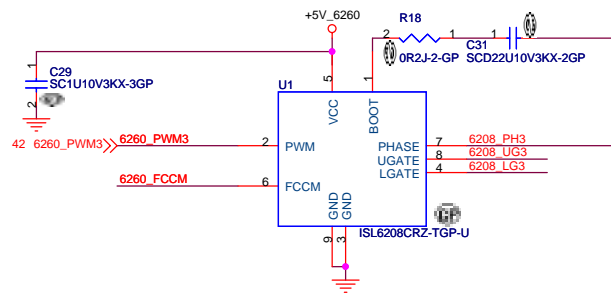 +5V_6260
R18
2
1
0R2J-2-GP
C31
1
SCD22U10V3KX-2GP
1
C29
SC1U10V3KX-3GP
2
U1
5
1
VCC
BOOT
42 6260_PWM3
6260_PWM3
2
PWM
PHASE
7
6208_PH3
UGATE
8
6208_UG3
LGATE
4
6208_LG3
6260_FCCM
6
FCCM
GND
GND
9
3
ISL6208CRZ-TGP-U